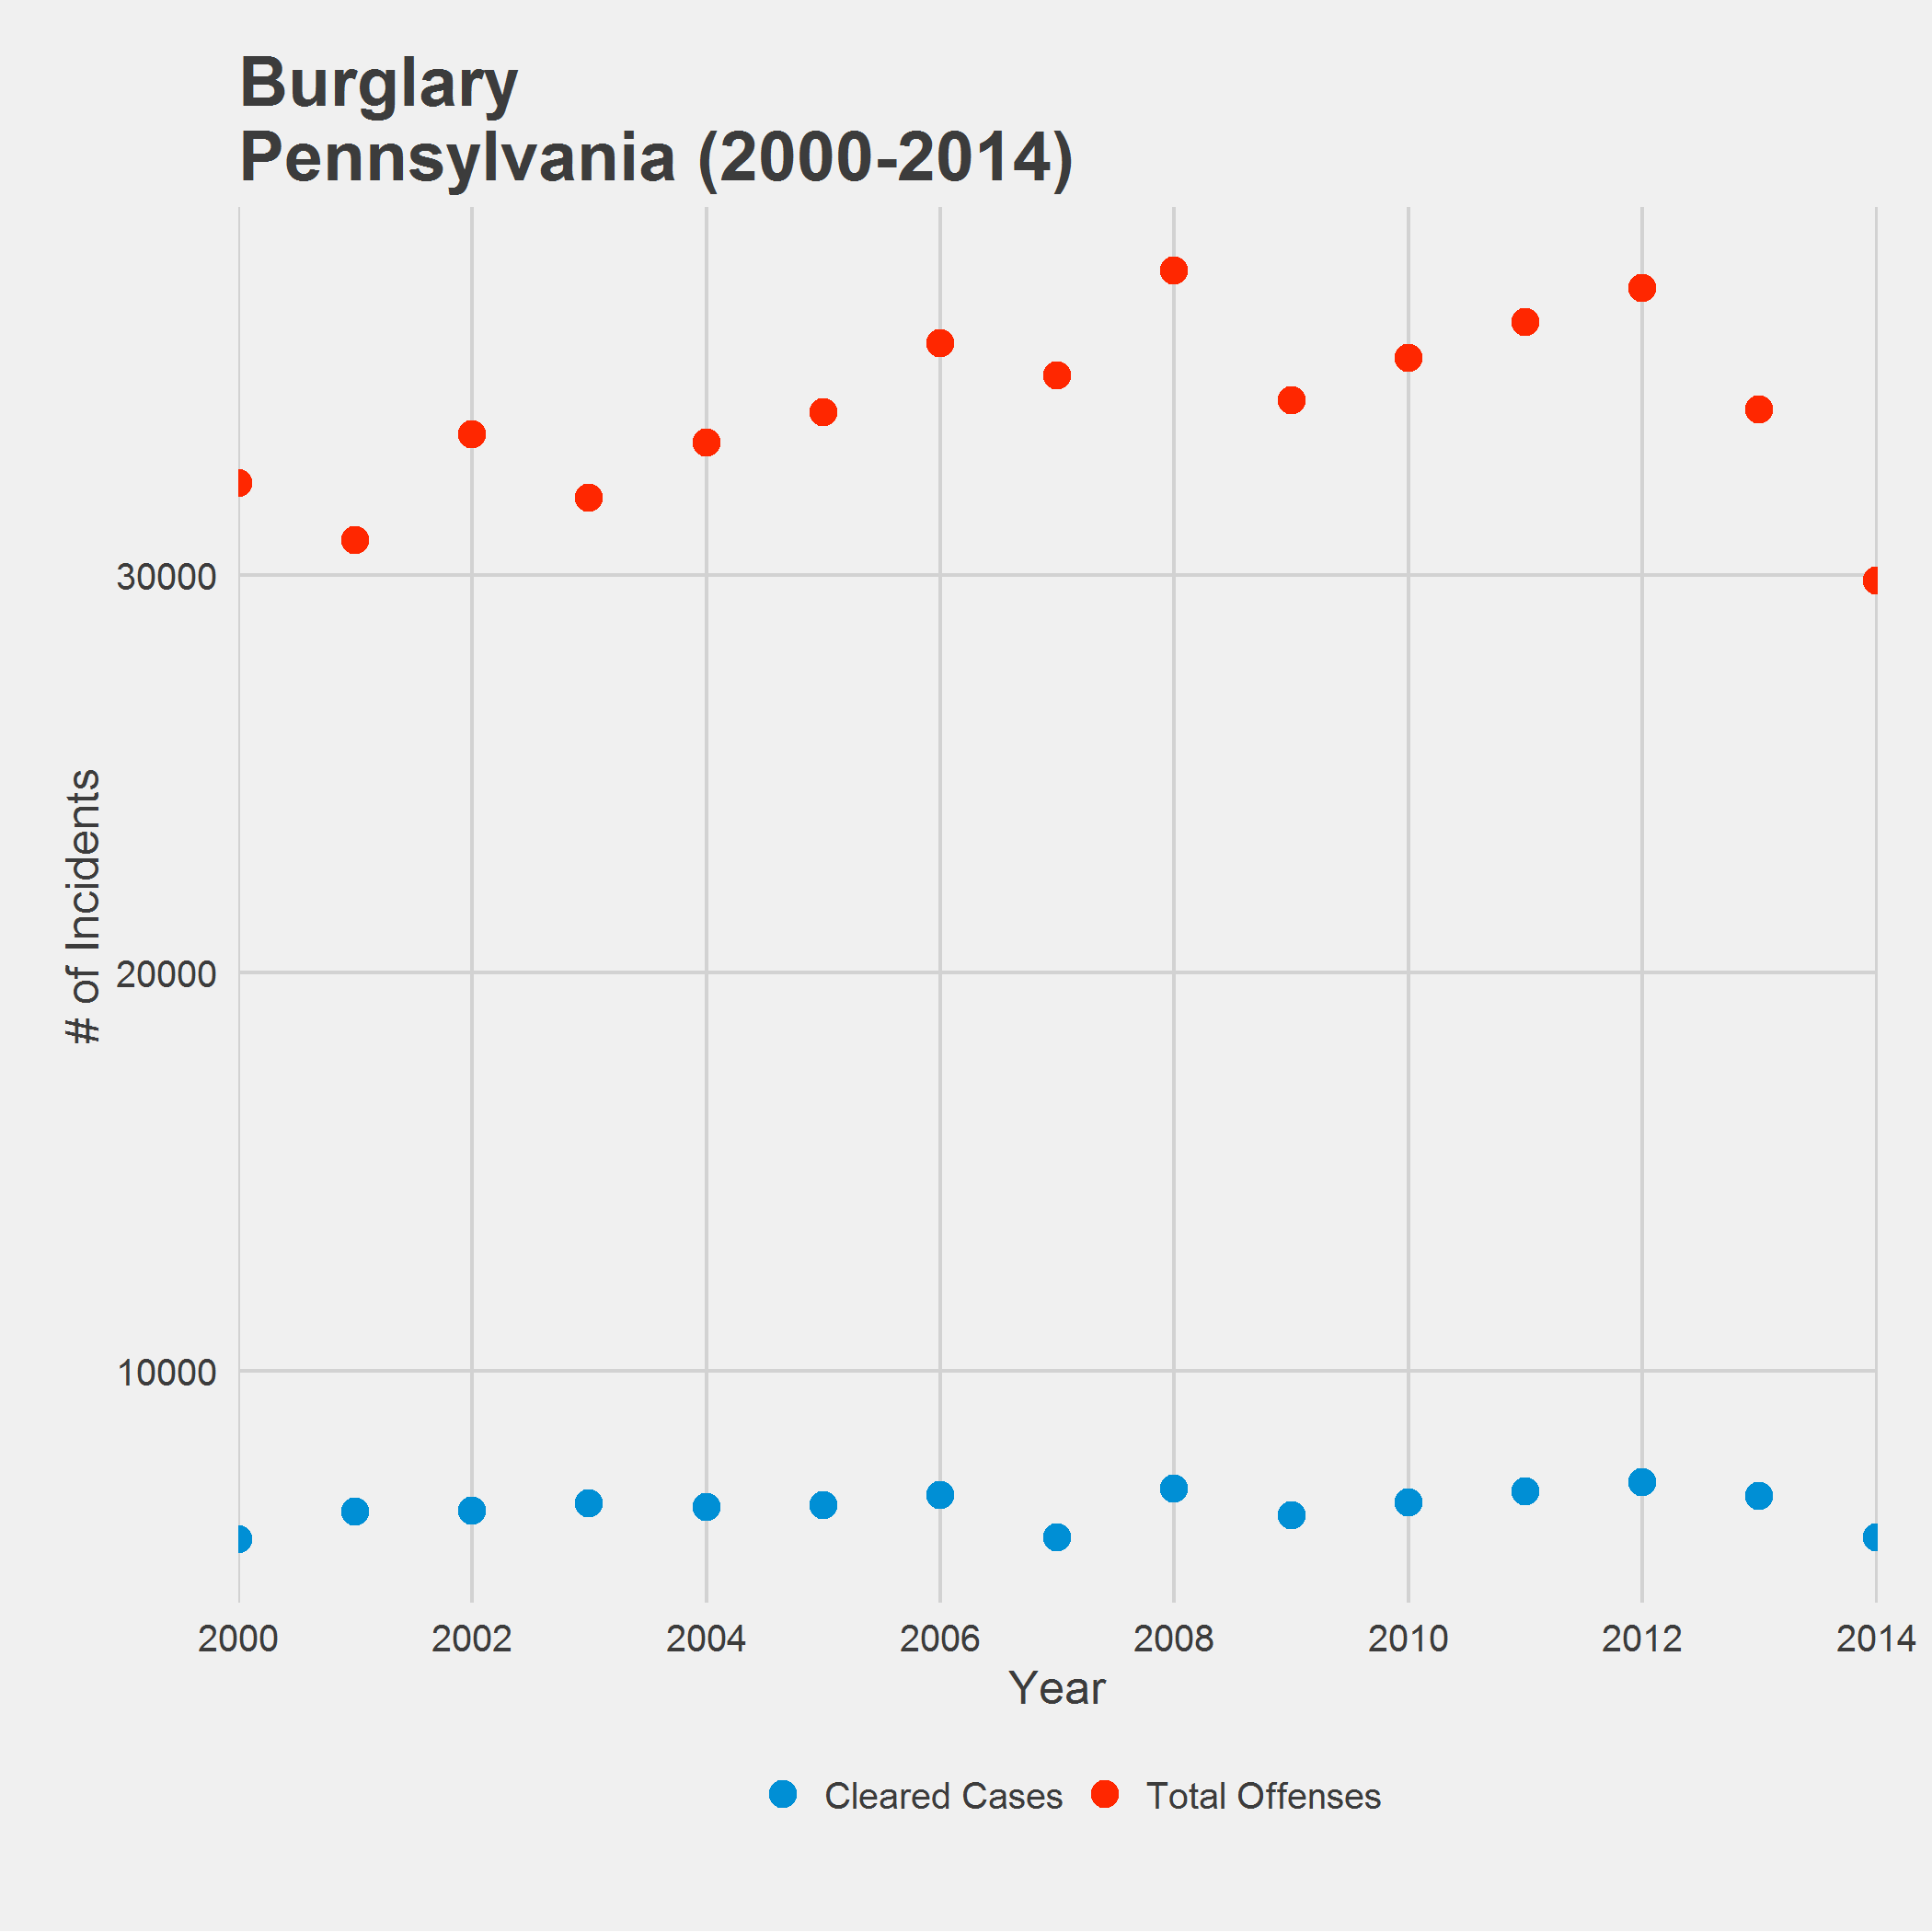 Burglary
Pennsylvania (2000-2014)
# of Incidents
30000
20000
10000
2000 2002 2004 2006 2008 2010 2012 2014
Year
Cleared Cases Total Offenses